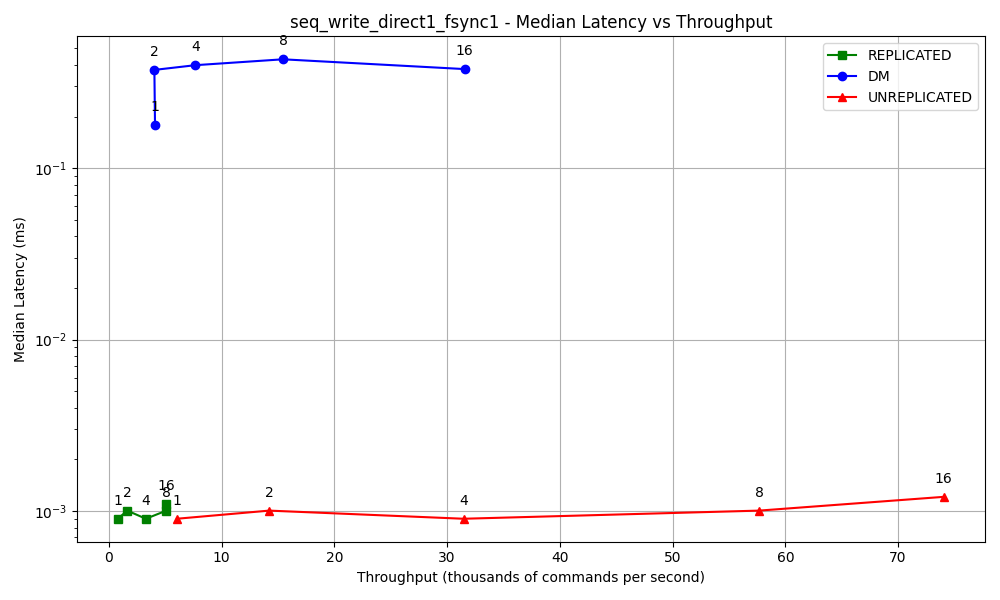 seq_write_direct1_fsync1 - Median Latency vs Throughput
REPLICATED
DM
UNREPLICATED
2 4 8 16
1
10⁻¹
10⁻²
10⁻³
Median Latency (ms)
1 2 4 8 16
1 2 4 8 16
0 10 20 30 40 50 60 70
Throughput (thousands of commands per second)